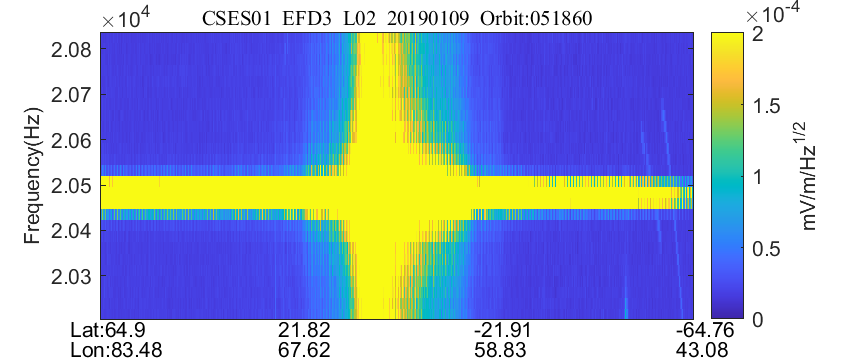 ×10⁴ CSES01 EFD3 L02 20190109 Orbit:051860 ×10⁻⁴
2.08
2.07
2.06
2.05
2.04
2.03
Frequency(Hz)
2
1.5
1
0.5
0
mV/m/Hz^1/2
Lat:64.9 21.82 -21.91 -64.76
Lon:83.48 67.62 58.83 43.08